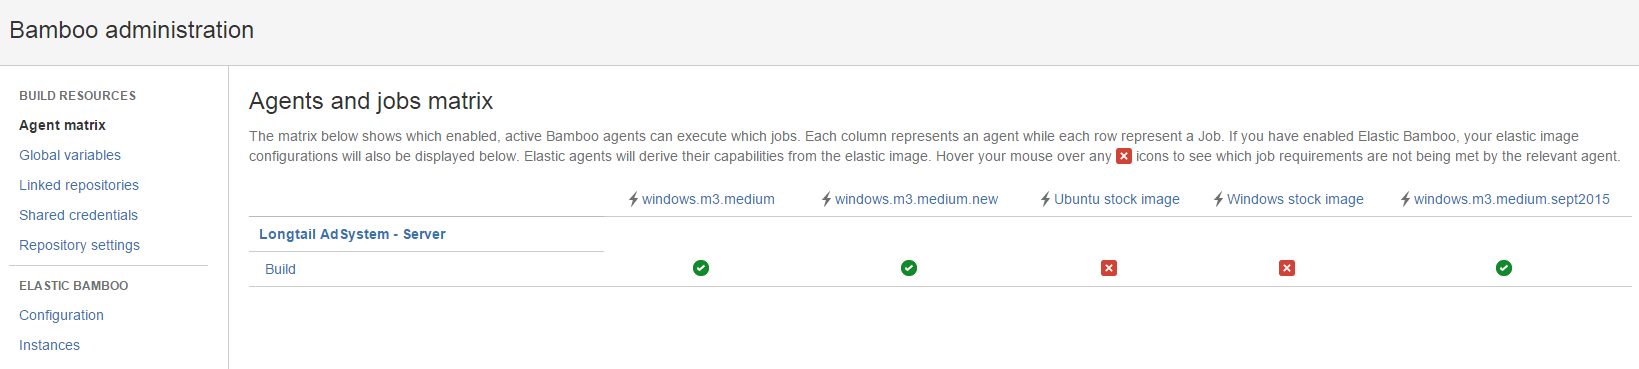 Bamboo administration
BUILD RESOURCES
Agent matrix
Global variables
Linked repositories
Shared credentials
Repository settings
ELASTIC BAMBOO
Configuration
Instances
Agents and jobs matrix
The matrix below shows which enabled, active Bamboo agents can execute which jobs. Each column represents an agent while each row represent a Job. If you have enabled Elastic Bamboo, your elastic image
configurations will also be displayed below. Elastic agents will derive their capabilities from the elastic image. Hover your mouse over any icons to see which job requirements are not being met by the relevant agent.
windows.m3.medium windows.m3.medium.new Ubuntu stock image Windows stock image windows.m3.medium.sept2015
Longtail AdSystem - Server
Build